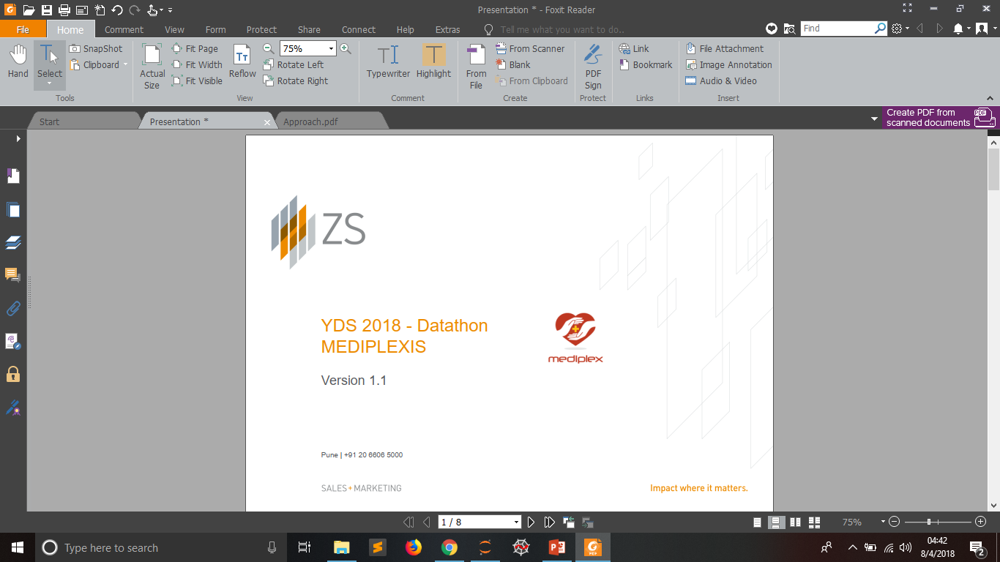 Presentation * - Foxit Reader
File Home Comment View Form Protect Share Connect Help Extras Tell me what you want to do.. Find
Hand
Select
SnapShot
Clipboard
Tools
Actual Size
Fit Page
Fit Width
Fit Visible
Reflow
75%
Rotate Left
Rotate Right
View
Typewriter
Highlight
Comment
From File
From Scanner
Blank
From Clipboard
Create
PDF Sign
Protect
Link
Bookmark
Links
File Attachment
Image Annotation
Audio & Video
Insert
Start
Presentation *
Approach.pdf
Create PDF from
scanned documents
PDF
ZS
YDS 2018 - Datathon
MEDIPLEXIS
mediplex
Version 1.1
Pune | +91 20 6606 5000
SALES+MARKETING
Impact where it matters.
1 / 8
75%
Type here to search
04:42
8/4/2018
2